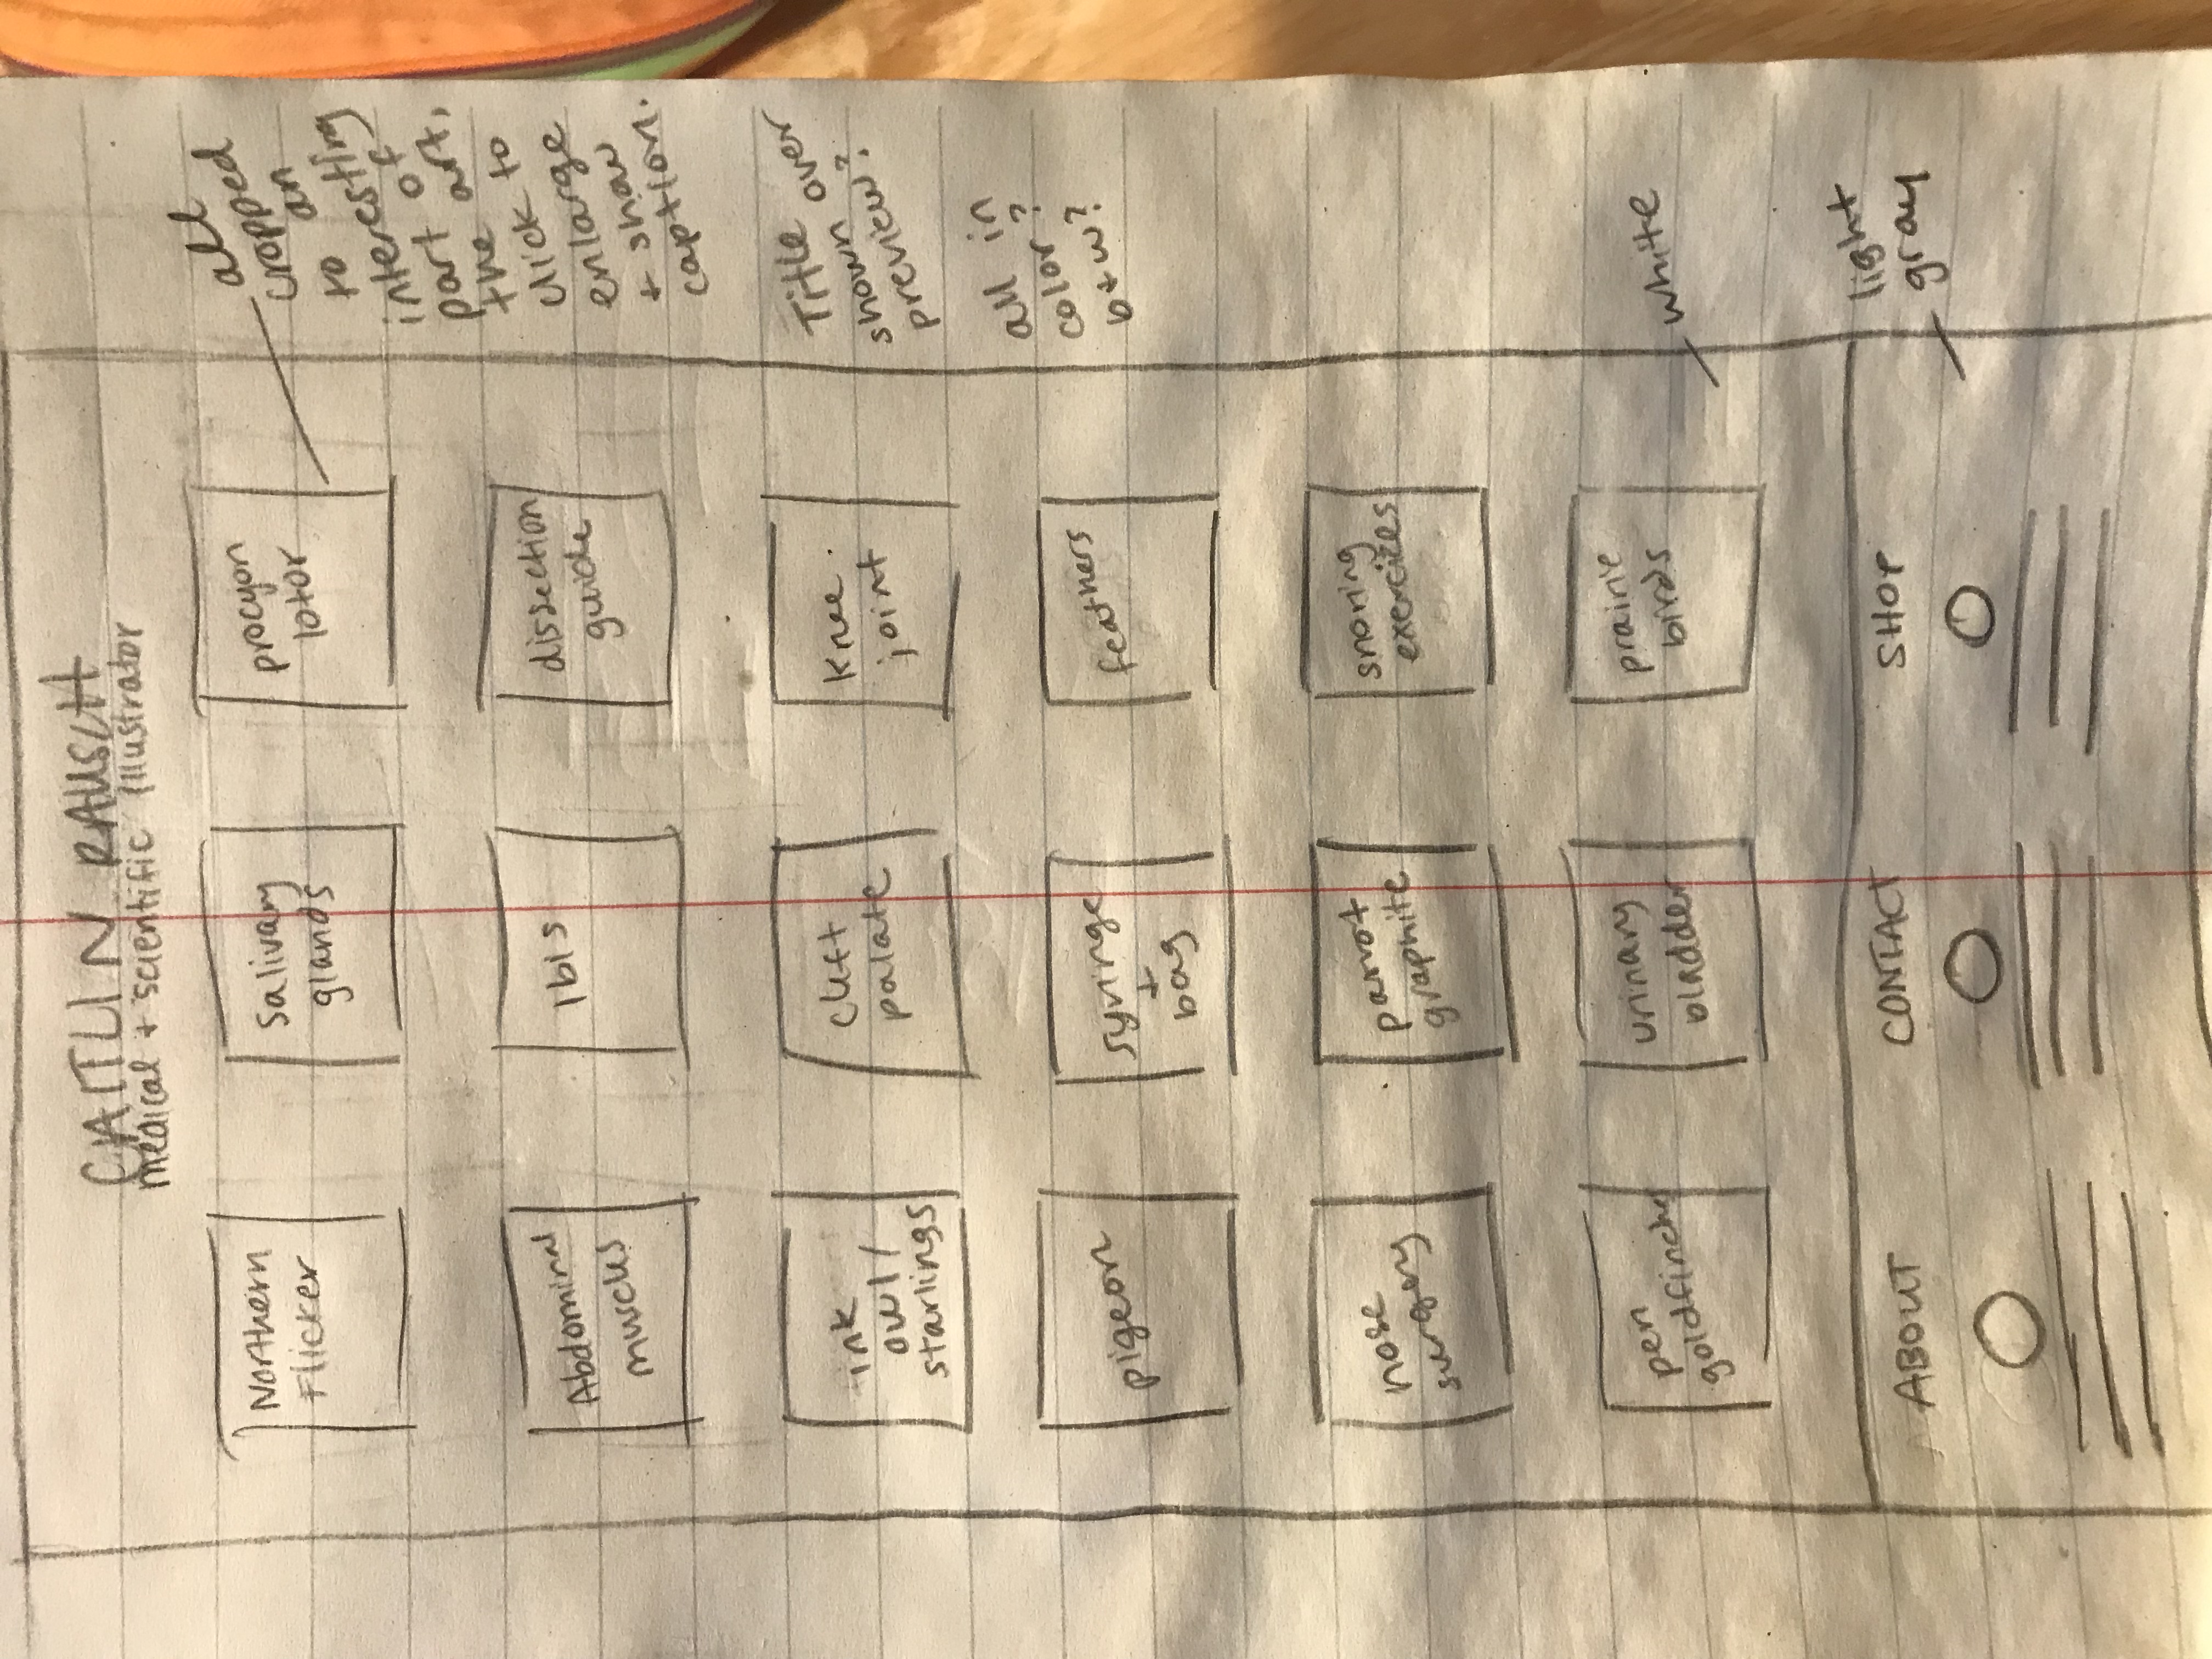 CAITLIN RAUSCH
medical + scientific Illustrator
Northern
Flicker
Salivary
glands
procyon
lotor
all
cropped
to an
interesting
part of
the art,
click to
enlarge
+ show
caption.
Abdominal
muscles
Ibis
dissection
guide
ink
owl/
starlings
cleft
palate
knee
joint
Title
shown over
preview?
all in
color?
b+w?
pigeon
syringe
+
bag
feathers
nose
surgery
parrot
graphite
snoring
exercizes
pen
goldfinches
urinary
bladder
prairie
birds
white
light
gray
ABOUT
CONTACT
SHOP